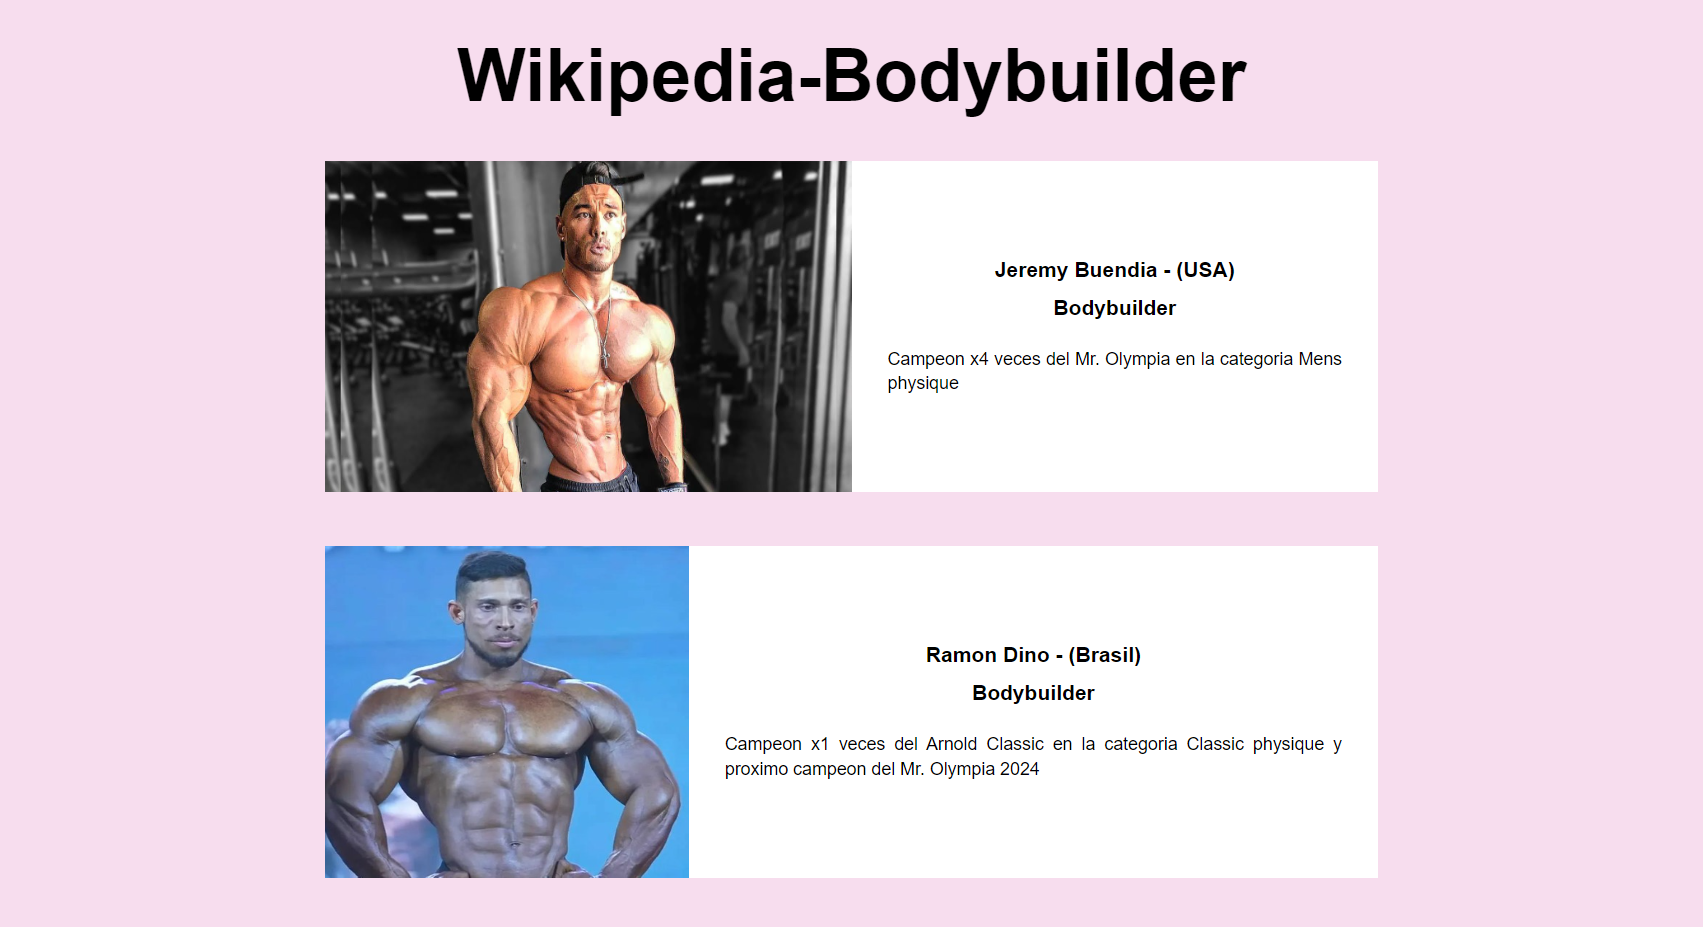 Wikipedia-Bodybuilder
Jeremy Buendia - (USA)
Bodybuilder
Campeon x4 veces del Mr. Olympia en la categoria Mens
physique
Ramon Dino - (Brasil)
Bodybuilder
Campeon x1 veces del Arnold Classic en la categoria Classic physique y
proximo campeon del Mr. Olympia 2024